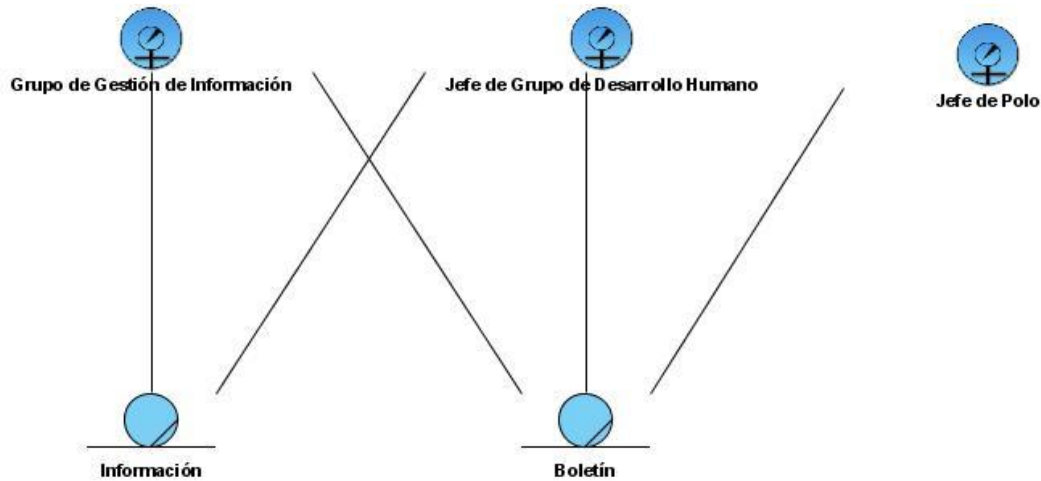 Grupo de Gestión de Información
Jefe de Grupo de Desarrollo Humano
Jefe de Polo
Información
Boletín